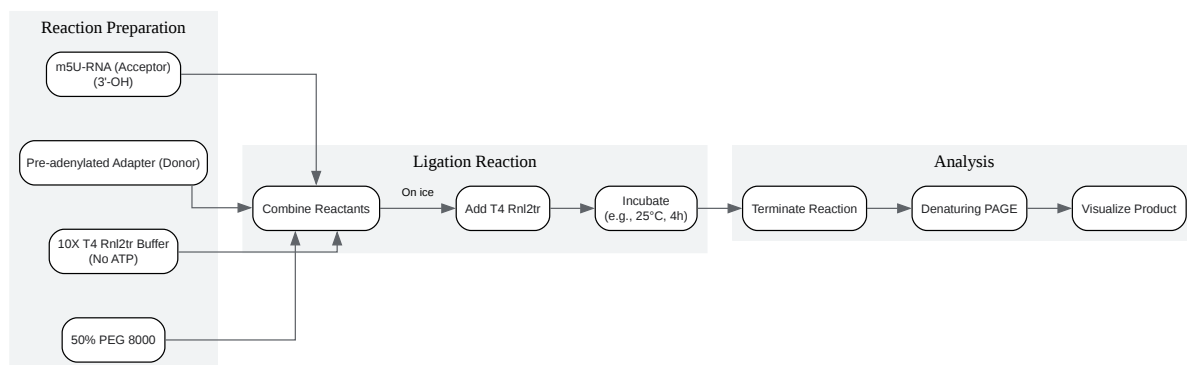 Reaction Preparation
m5U-RNA (Acceptor)
(3'-OH)
Pre-adenylated Adapter (Donor)
10X T4 Rnl2tr Buffer
(No ATP)
50% PEG 8000
Ligation Reaction
Combine Reactants
On ice
Add T4 Rnl2tr
Incubate
(e.g., 25°C, 4h)
Analysis
Terminate Reaction
Denaturing PAGE
Visualize Product